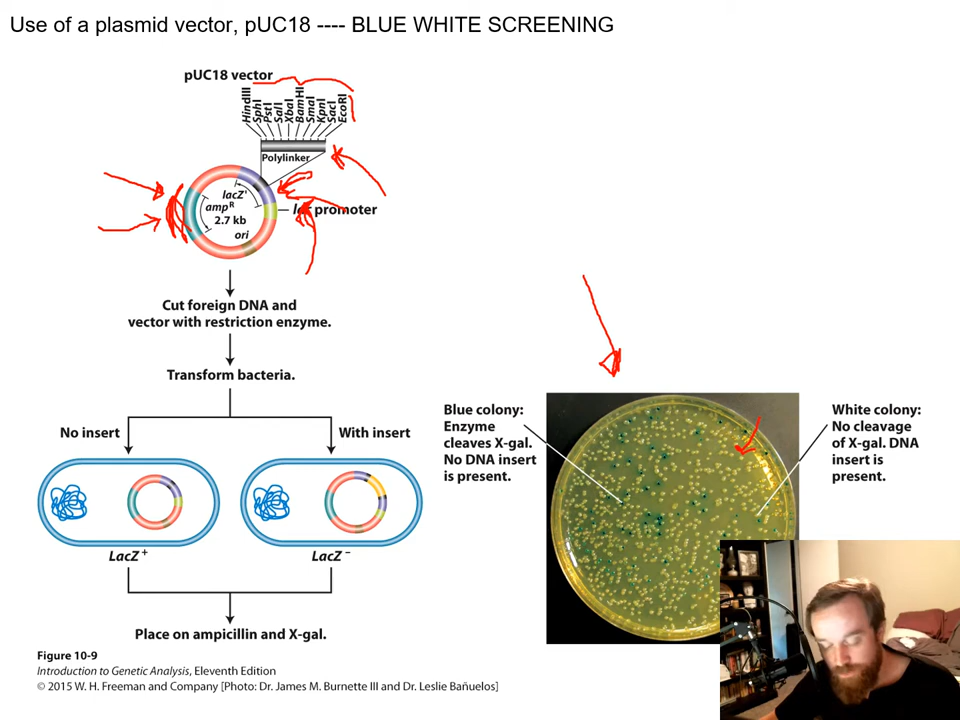 Use of a plasmid vector, pUC18 ---- BLUE WHITE SCREENING
pUC18 vector
HindIII
SphI
PstI
SalI
XbaI
BamHI
SmaI
KpnI
SacI
EcoRI
Polylinker
lacZ'
ampR
2.7 kb
ori
lac promoter
Cut foreign DNA and
vector with restriction enzyme.
Transform bacteria.
No insert
With insert
LacZ+
LacZ–
Place on ampicillin and X-gal.
Blue colony:
Enzyme
cleaves X-gal.
No DNA insert
is present.
White colony:
No cleavage
of X-gal. DNA
insert is
present.
Figure 10-9
Introduction to Genetic Analysis, Eleventh Edition
© 2015 W. H. Freeman and Company [Photo: Dr. James M. Burnette III and Dr. Leslie Bañuelos]